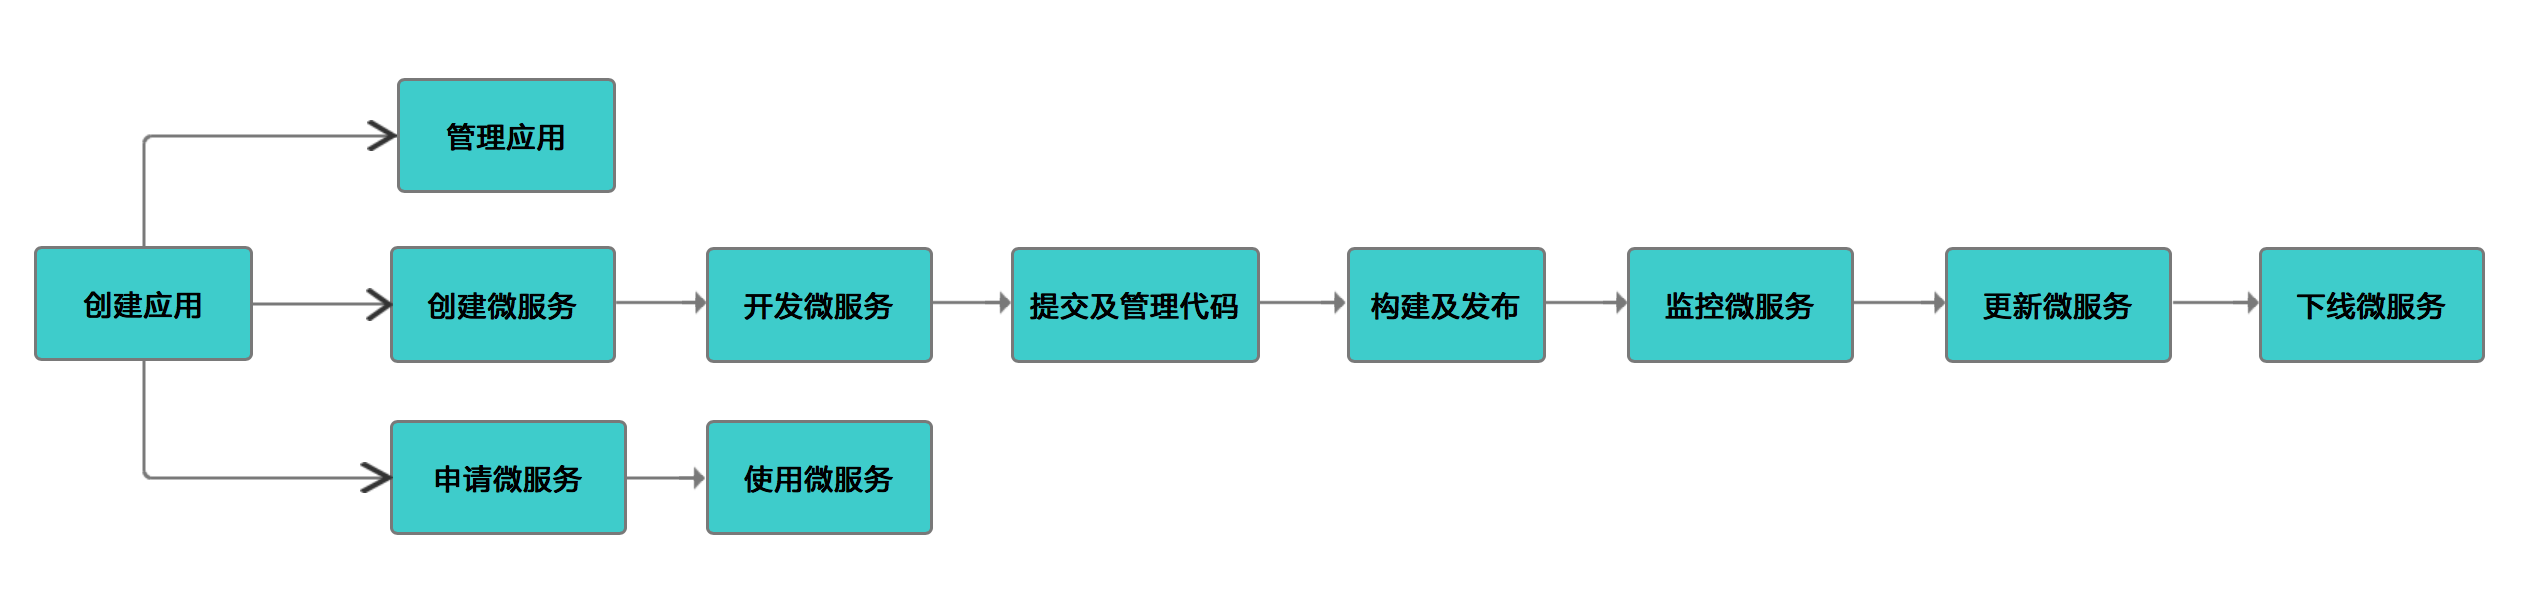 管理应用
创建应用
创建微服务
开发微服务
提交及管理代码
构建及发布
监控微服务
更新微服务
下线微服务
申请微服务
使用微服务